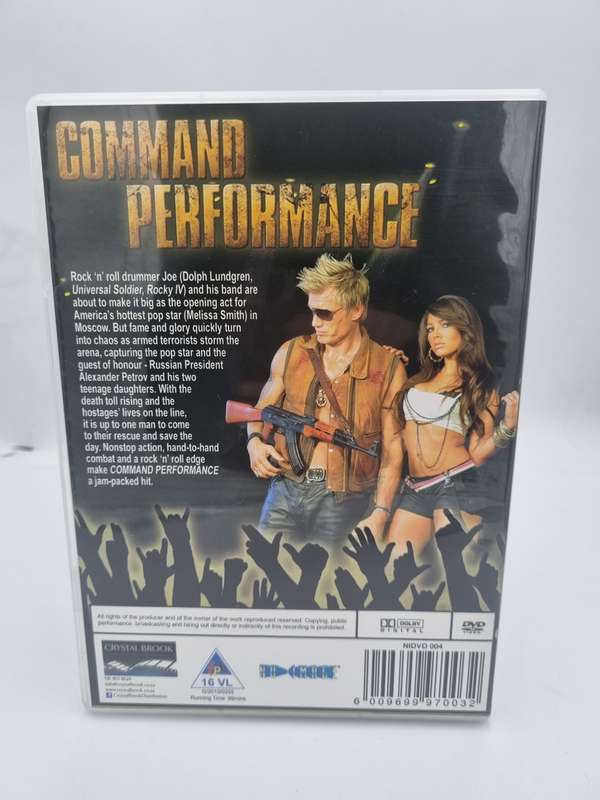 COMMAND
PERFORMANCE
Rock 'n' roll drummer Joe (Dolph Lundgren,
Universal Soldier, Rocky IV) and his band are
about to make it big as the opening act for
America's hottest pop star (Melissa Smith) in
Moscow. But fame and glory quickly turn
into chaos as armed terrorists storm the
arena, capturing the pop star and the
guest of honour - Russian President
Alexander Petrov and his two
teenage daughters. With the
death toll rising and the
hostages' lives on the line,
it is up to one man to come
to their rescue and save the
day. Nonstop action, hand-to-hand
combat and a rock 'n' roll edge
make COMMAND PERFORMANCE
a jam-packed hit.
All rights of the producer and of the owner of the work reproduced reserved. Copying, public
performance, broadcasting and hiring out directly or indirectly of this recording is prohibited.
DOLBY
DIGITAL
DVD
VIDEO
CRYSTAL BROOK
16 VL
Running Time
NIDVD 004
6 009699 970032